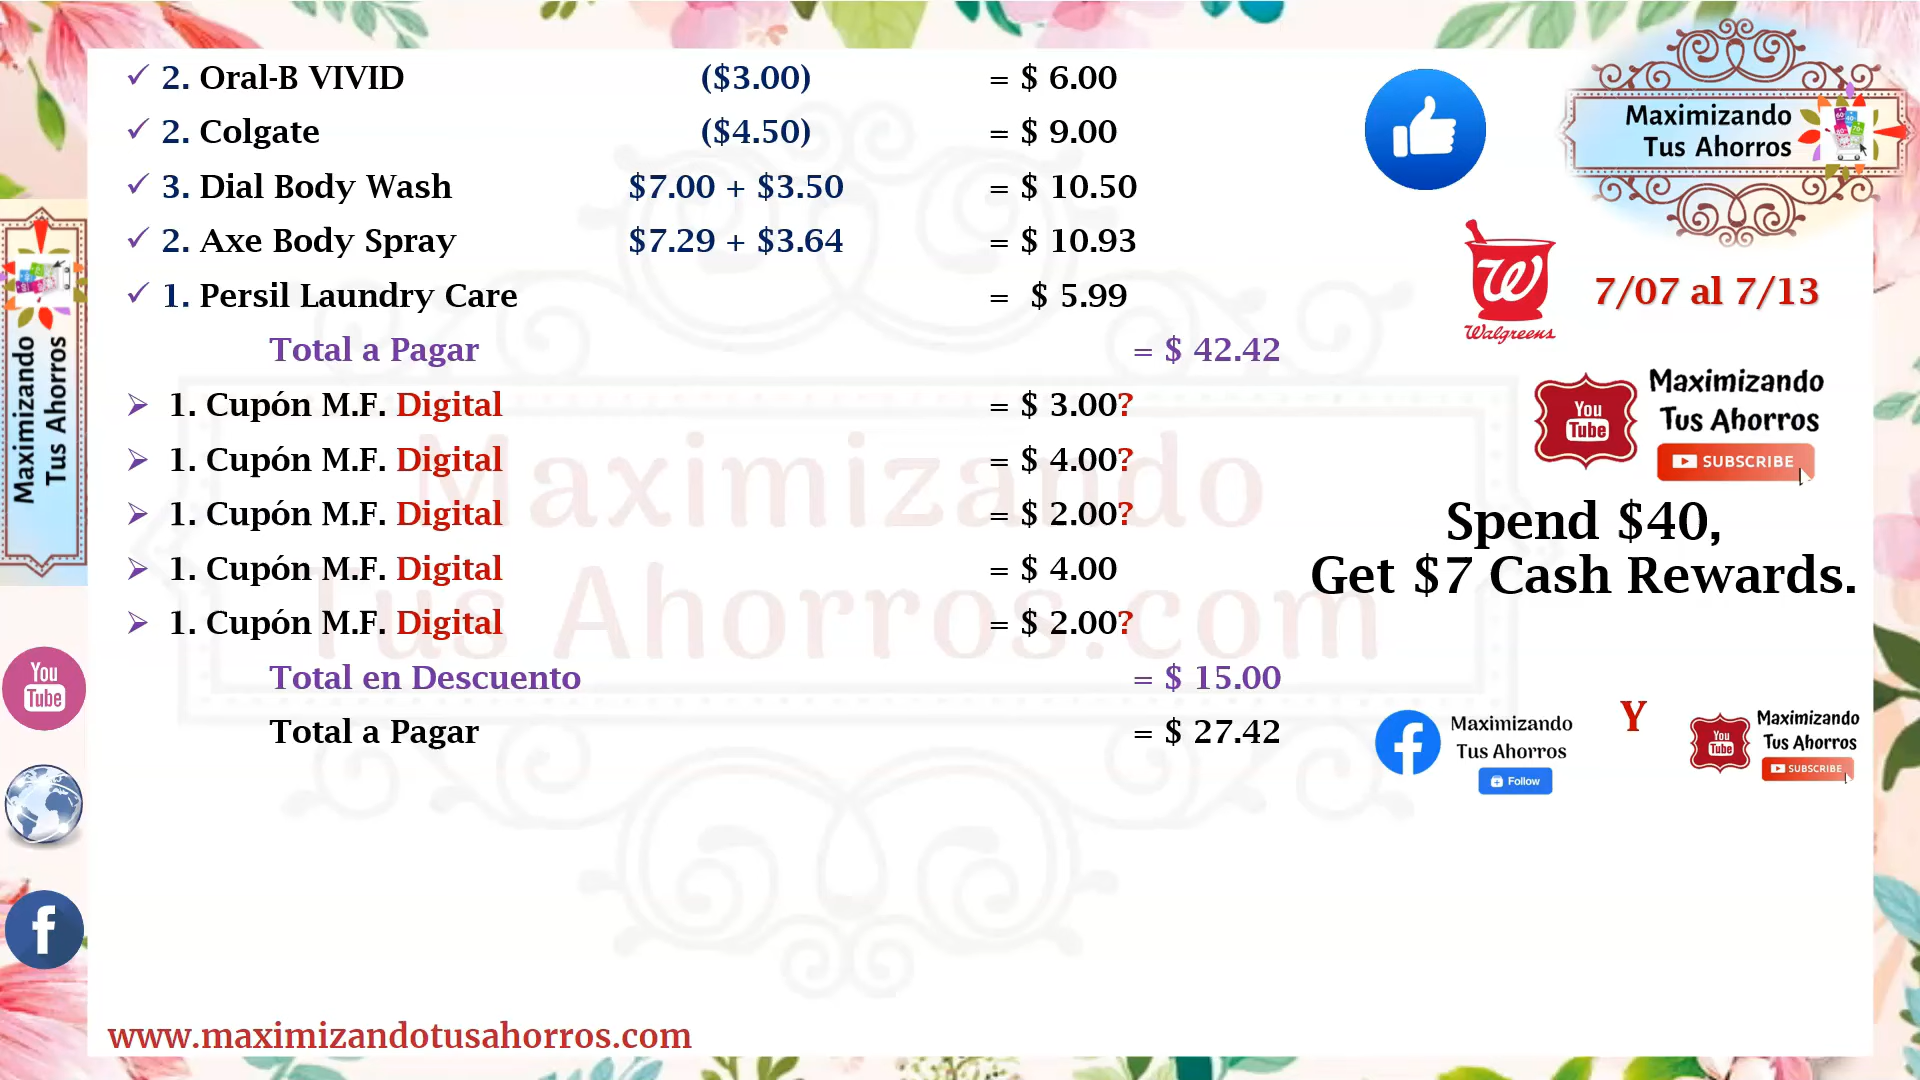 2. Oral-B VIVID ($3.00) = $ 6.00
2. Colgate ($4.50) = $ 9.00
3. Dial Body Wash $7.00 + $3.50 = $ 10.50
2. Axe Body Spray $7.29 + $3.64 = $ 10.93
1. Persil Laundry Care = $ 5.99
Total a Pagar = $ 42.42
1. Cupón M.F. Digital = $ 3.00?
1. Cupón M.F. Digital = $ 4.00?
1. Cupón M.F. Digital = $ 2.00?
1. Cupón M.F. Digital = $ 4.00
1. Cupón M.F. Digital = $ 2.00?
Total en Descuento = $ 15.00
Total a Pagar = $ 27.42
Maximizando
Tus Ahorros
Walgreens
7/07 al 7/13
You
Tube
Maximizando
Tus Ahorros
SUBSCRIBE
Spend $40,
Get $7 Cash Rewards.
Maximizando
Tus Ahorros
Follow
Y
You
Tube
Maximizando
Tus Ahorros
SUBSCRIBE
Maximizando
Tus Ahorros
You
Tube
Maximizando
Tus Ahorros.com
www.maximizandotusahorros.com